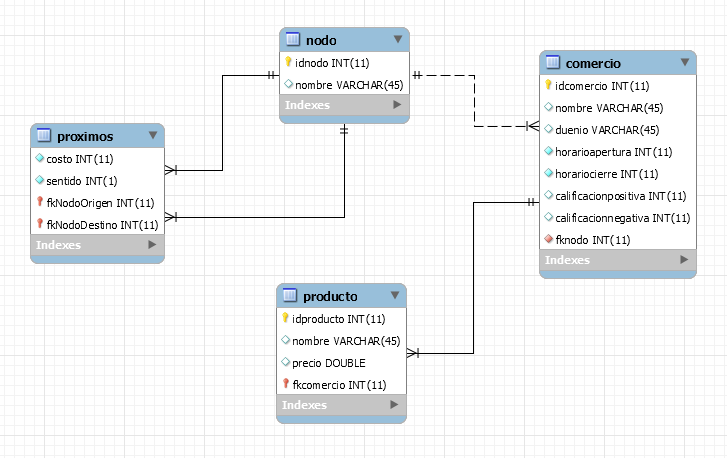 nodo
idnodo INT(11)
nombre VARCHAR(45)
Indexes
comercio
idcomercio INT(11)
nombre VARCHAR(45)
duenio VARCHAR(45)
horarioapertura INT(11)
horariocierre INT(11)
calificacionpositiva INT(11)
calificacionnegativa INT(11)
fknodo INT(11)
Indexes
proximos
costo INT(11)
sentido INT(1)
fkNodoOrigen INT(11)
fkNodoDestino INT(11)
Indexes
producto
idproducto INT(11)
nombre VARCHAR(45)
precio DOUBLE
fkcomercio INT(11)
Indexes